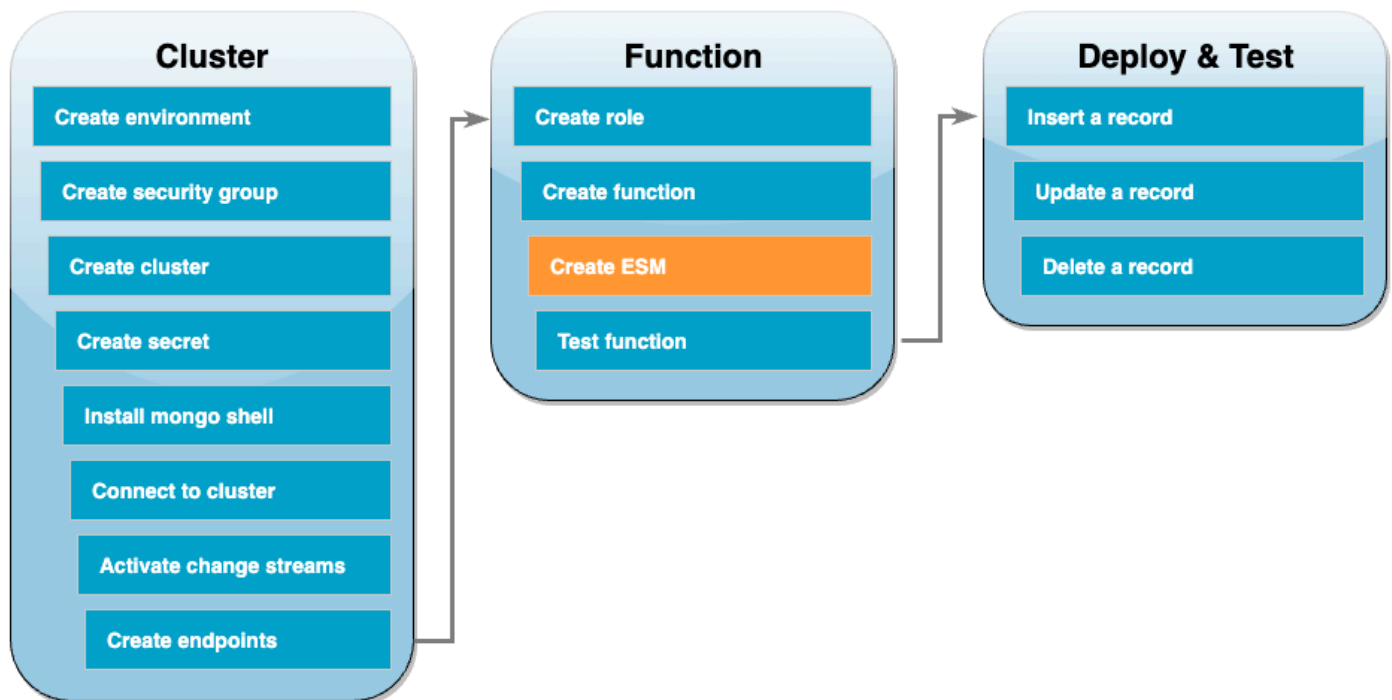 Cluster
Create environment
Create security group
Create cluster
Create secret
Install mongo shell
Connect to cluster
Activate change streams
Create endpoints
Function
Create role
Create function
Create ESM
Test function
Deploy & Test
Insert a record
Update a record
Delete a record